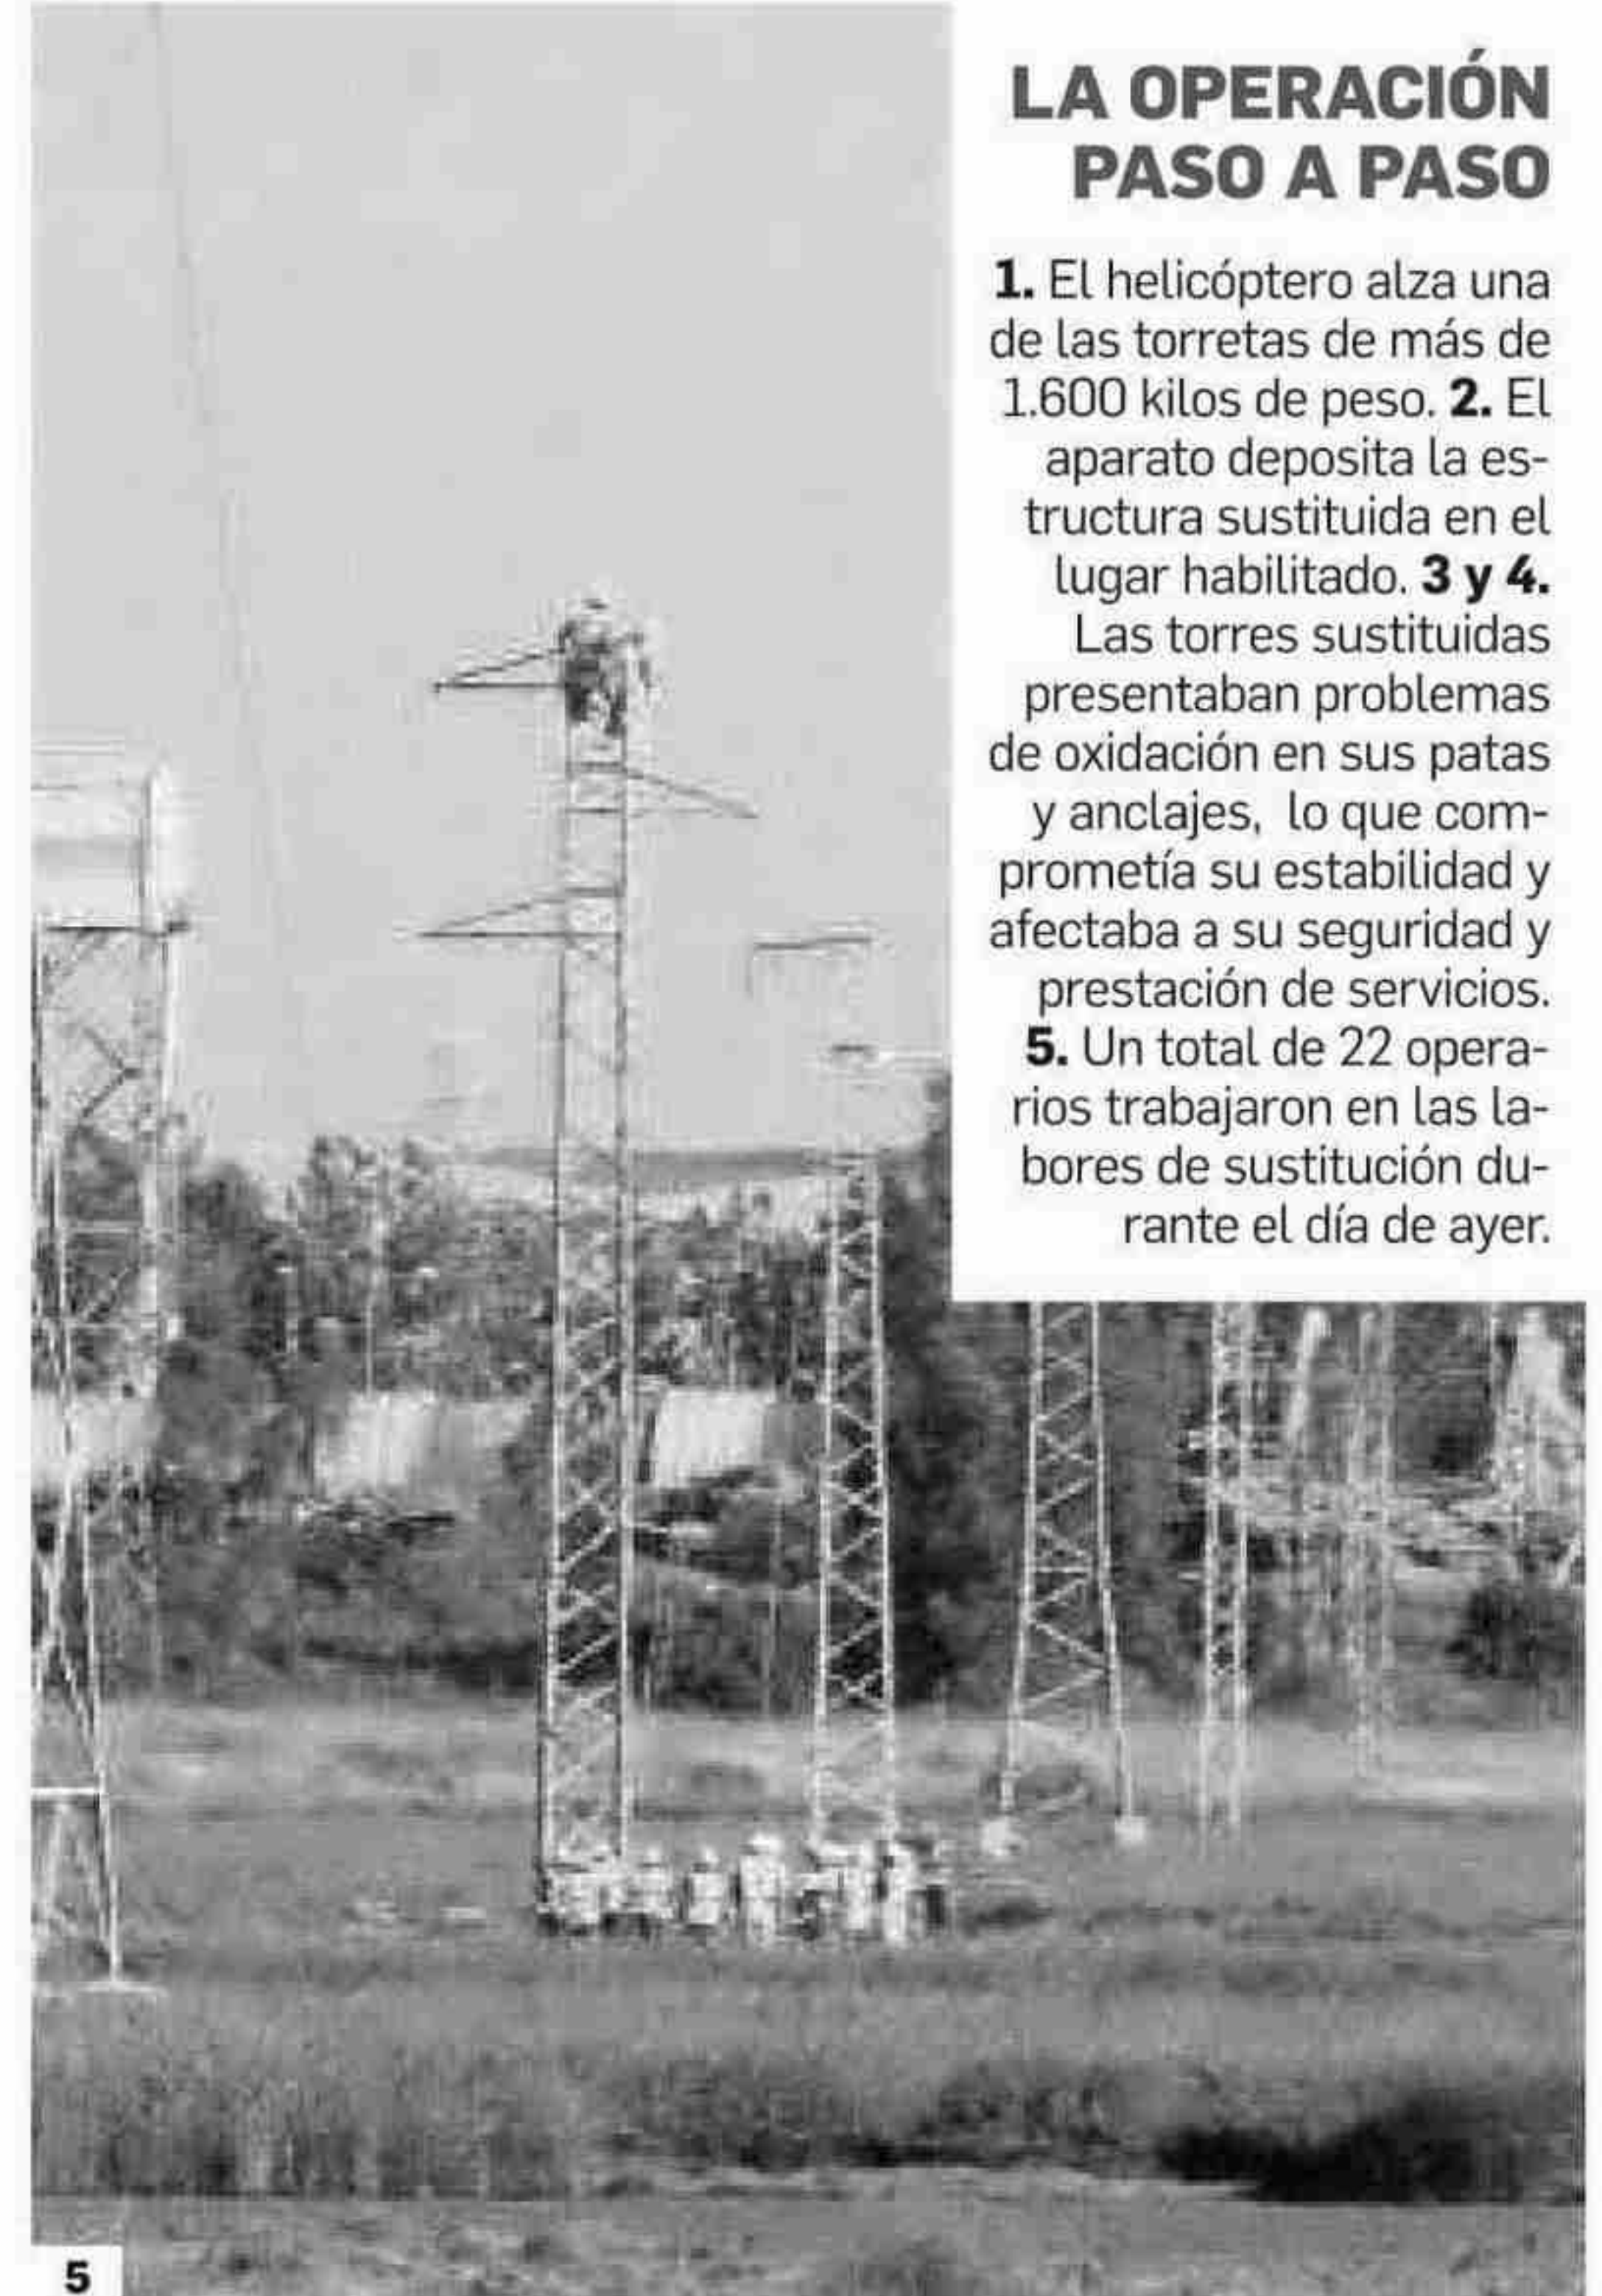 LA OPERACIÓN
PASO A PASO
1. El helicóptero alza una
de las torretas de más de
1.600 kilos de peso. 2. El
aparato deposita la es-
tructura sustituida en el
lugar habilitado. 3 y 4.
Las torres sustituidas
presentaban problemas
de oxidación en sus patas
y anclajes, lo que com-
prometía su estabilidad y
afectaba a su seguridad y
prestación de servicios.
5. Un total de 22 opera-
rios trabajaron en las la-
bores de sustitución du-
rante el día de ayer.
5